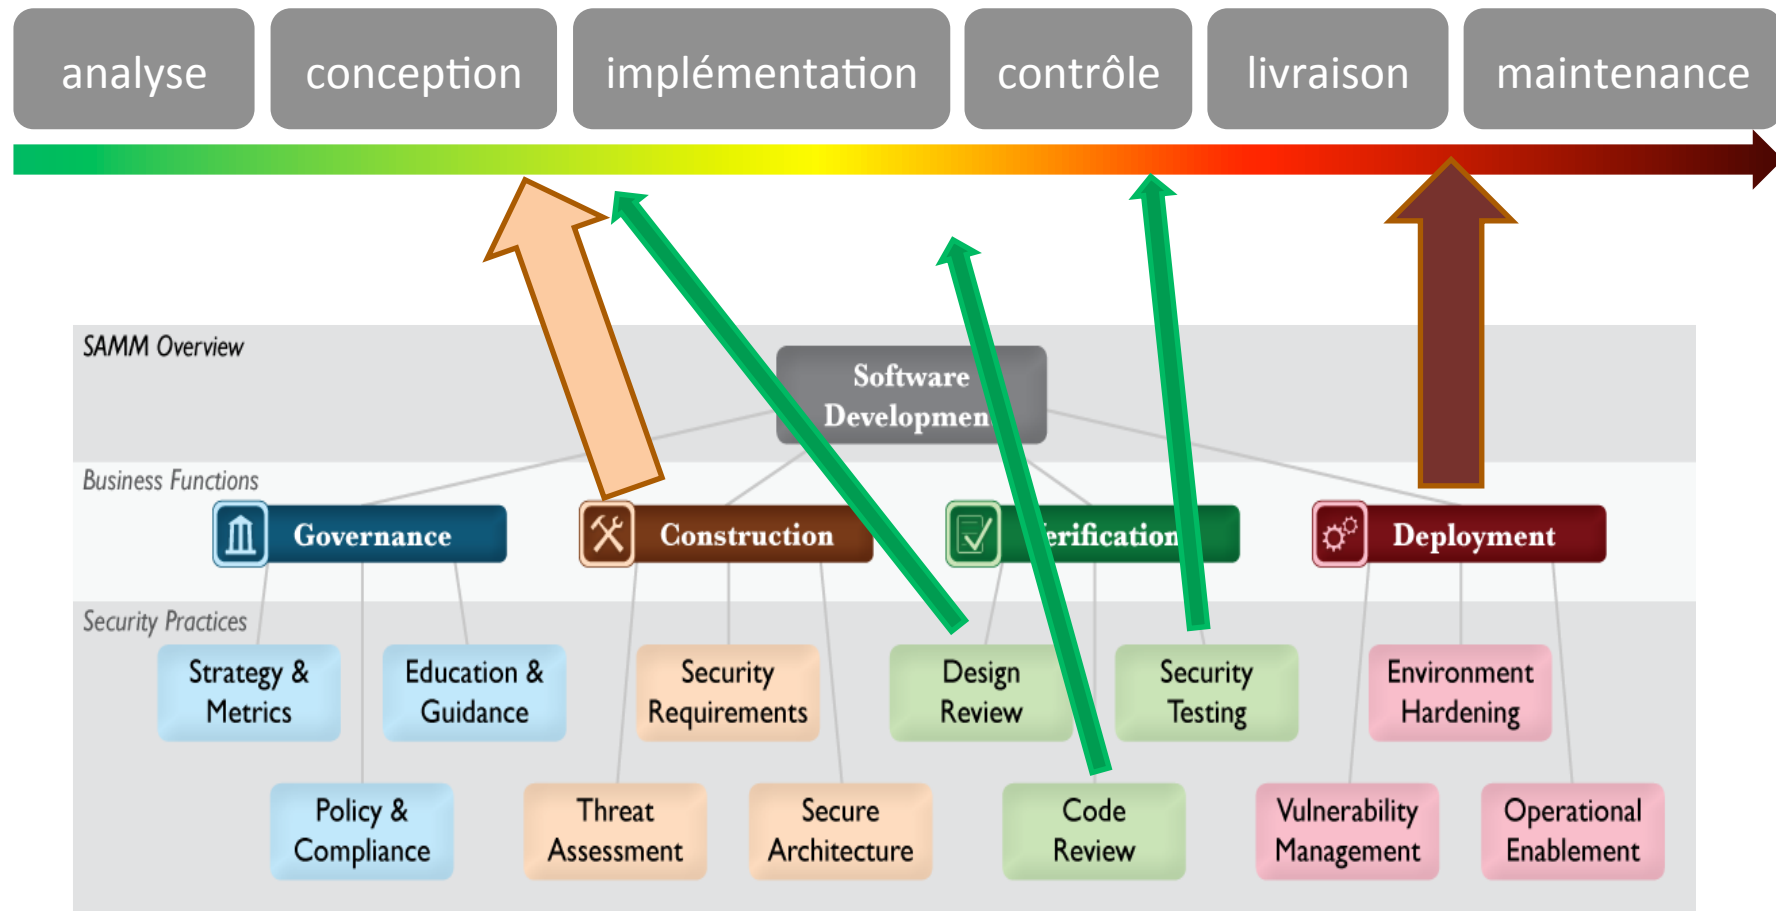 analyse
conception
implémentation
contrôle
livraison
maintenance
SAMM Overview
Software
Developmen
Business Functions
Governance
Construction
erification
Deployment
Security Practices
Strategy &
Metrics
Education &
Guidance
Security
Requirements
Design
Review
Security
Testing
Environment
Hardening
Policy &
Compliance
Threat
Assessment
Secure
Architecture
Code
Review
Vulnerability
Management
Operational
Enablement